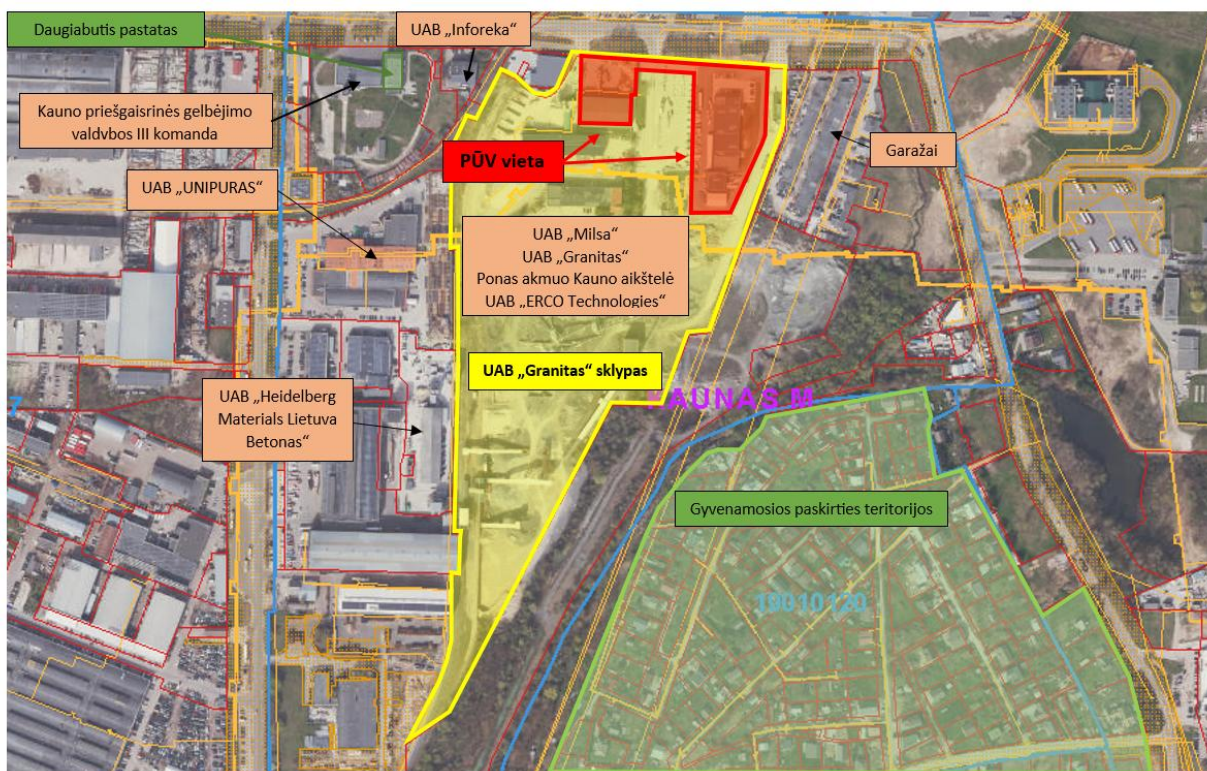 Daugiabutis pastatas
UAB „Inforeka“
Kauno priešgaisrinės gelbėjimo
valdvbos III komanda
PŪV vieta
Garažai
UAB „UNIPURAS“
UAB „Milsa“
UAB „Granitas“
Ponas akmuo Kauno aikštelė
UAB „ERCO Technologies“
UAB „Granitas“ sklypas
UAB „Heidelberg
Materials Lietuva
Betonas“
KAUNAS M
7
Gyvenamosios paskirties teritorijos
19010120